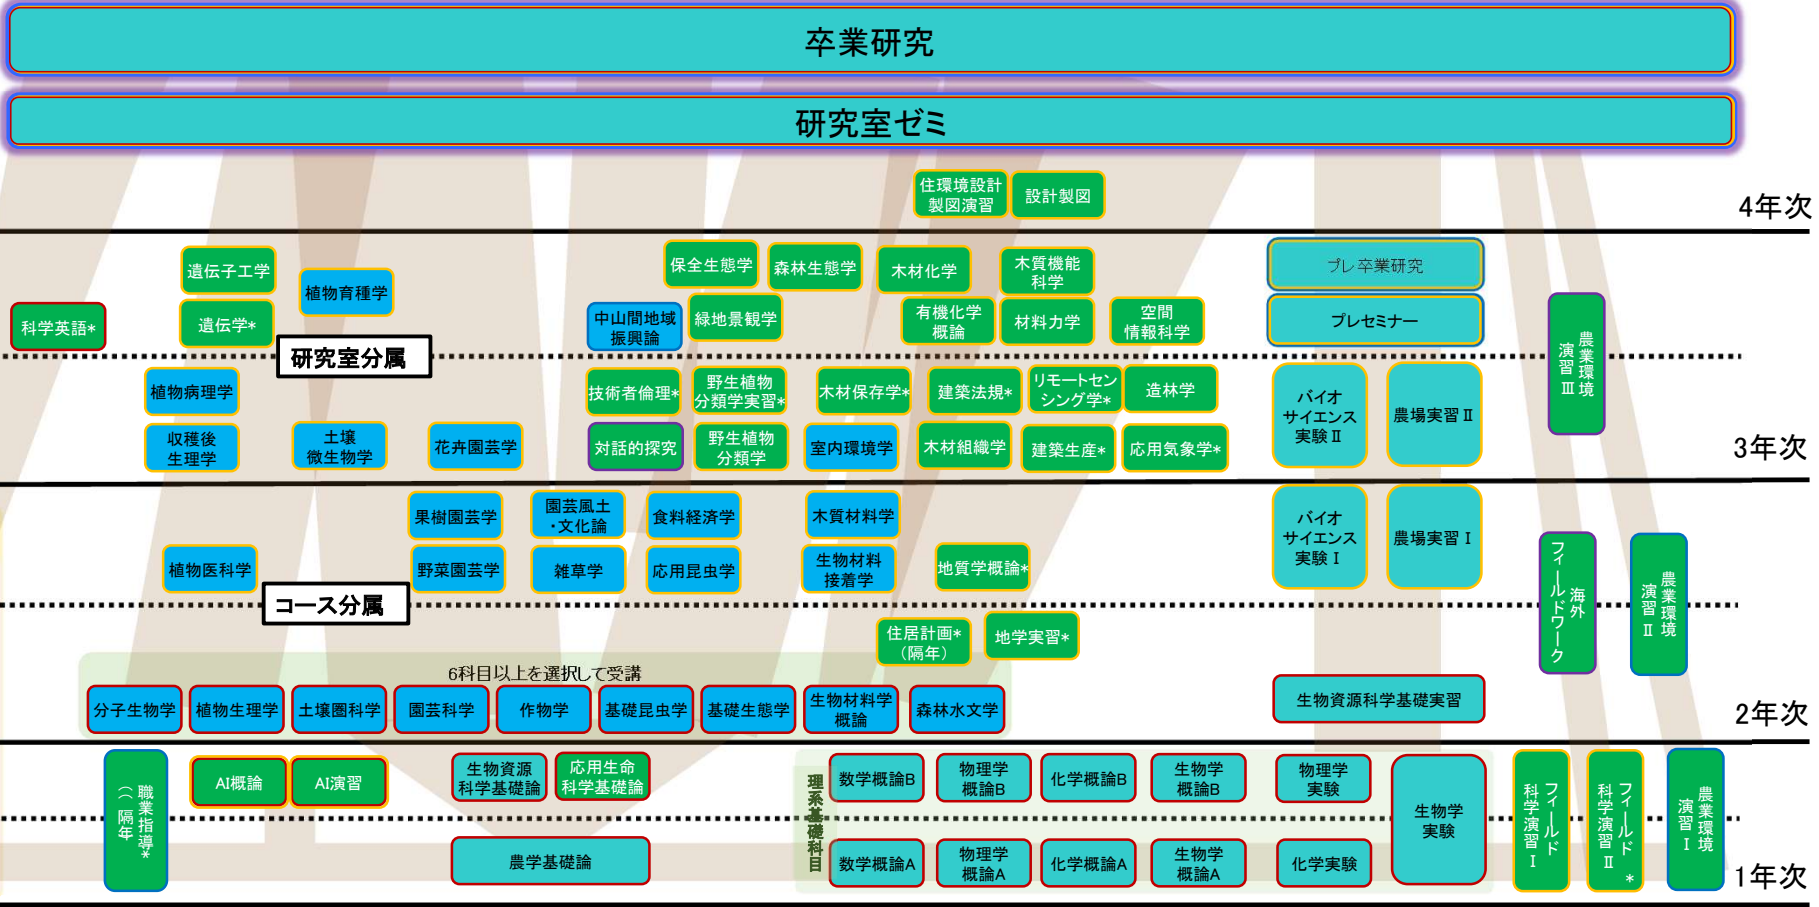 卒業研究
研究室ゼミ
住環境設計
製図演習
設計製図
4年次
遺伝子工学
植物育種学
保全生態学
森林生態学
木材化学
木質機能
科学
プレ卒業研究
科学英語*
遺伝学*
中山間地域
振興論
緑地景観学
有機化学
概論
材料力学
空間
情報科学
プレセミナー
農業環境
演習Ⅲ
研究室分属
植物病理学
技術者倫理*
野生植物
分類学実習*
木材保存学*
建築法規*
リモートセン
シング学*
造林学
バイオ
サイエンス
実験Ⅱ
農場実習Ⅱ
収穫後
生理学
土壌
微生物学
花卉園芸学
対話的探究
野生植物
分類学
室内環境学
木材組織学
建築生産*
応用気象学*
3年次
果樹園芸学
園芸風土
・文化論
食料経済学
木質材料学
バイオ
サイエンス
実験Ⅰ
農場実習Ⅰ
植物医科学
野菜園芸学
雑草学
応用昆虫学
生物材料
接着学
地質学概論*
海外
フィールドワーク
農業環境
演習Ⅱ
コース分属
住居計画*
(隔年)
地学実習*
6科目以上を選択して受講
分子生物学
植物生理学
土壌圏科学
園芸科学
作物学
基礎昆虫学
基礎生態学
生物材料学
概論
森林水文学
生物資源科学基礎実習
2年次
職業指導*
(隔年
AI概論
AI演習
生物資源
科学基礎論
応用生命
科学基礎論
理系基礎科目
数学概論B
物理学
概論B
化学概論B
生物学
概論B
物理学
実験
生物学
実験
フィールド
科学演習Ⅰ
フィールド
科学演習Ⅱ*
農業環境
演習Ⅰ
農学基礎論
数学概論A
物理学
概論A
化学概論A
生物学
概論A
化学実験
1年次